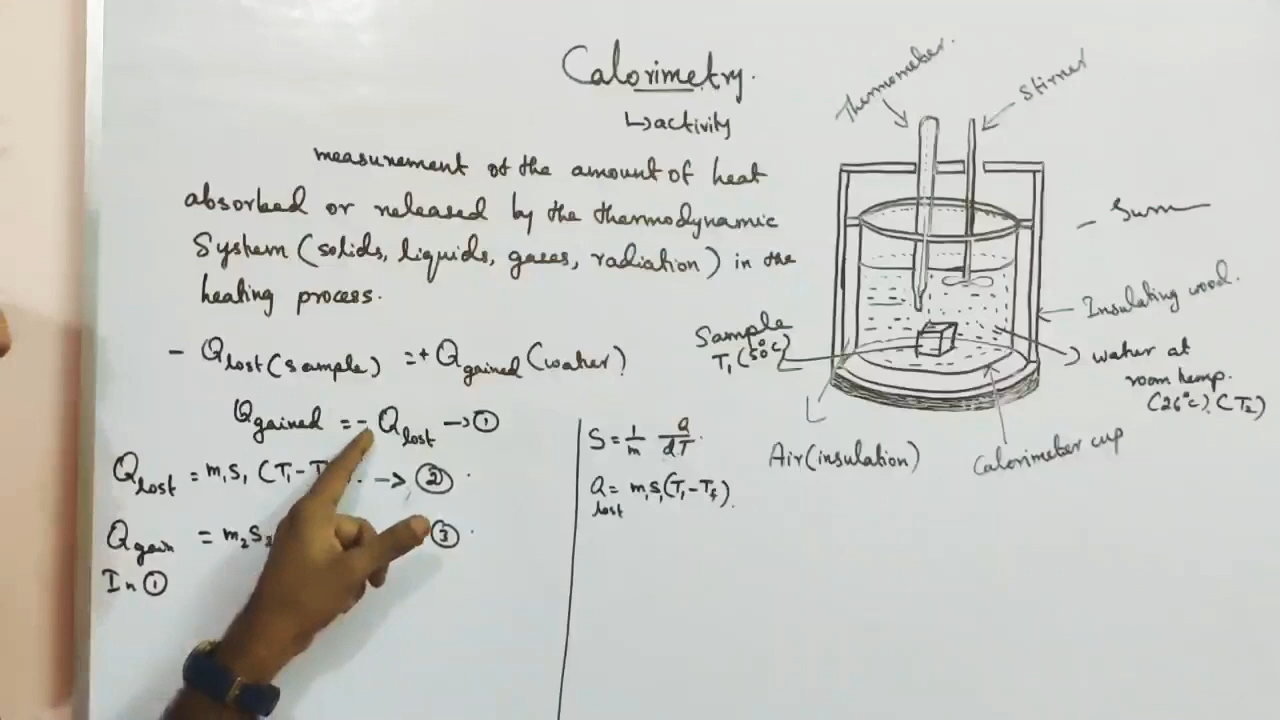 Calorimetry.
↳ activity
measurement of the amount of heat
absorbed or released by the thermodynamic
System (solids, liquids, gases, radiation) in the
heating process.
- Qlost(sample) = + Qgained(water)
Qgained = - Qlost → ①
Qlost = m₁s₁ (T₁ - T → ②
Qgain = m₂s₂ ③
In ①
S = 1/m Q/dT.
Qlost = m₁s₁(T₁ - Tf).
Thermometer.
Stirrer
Insulating wood.
Sample
T₁ (50°C)
water at
room temp.
(26°C), (T₂)
Air (insulation)
Calorimeter cup